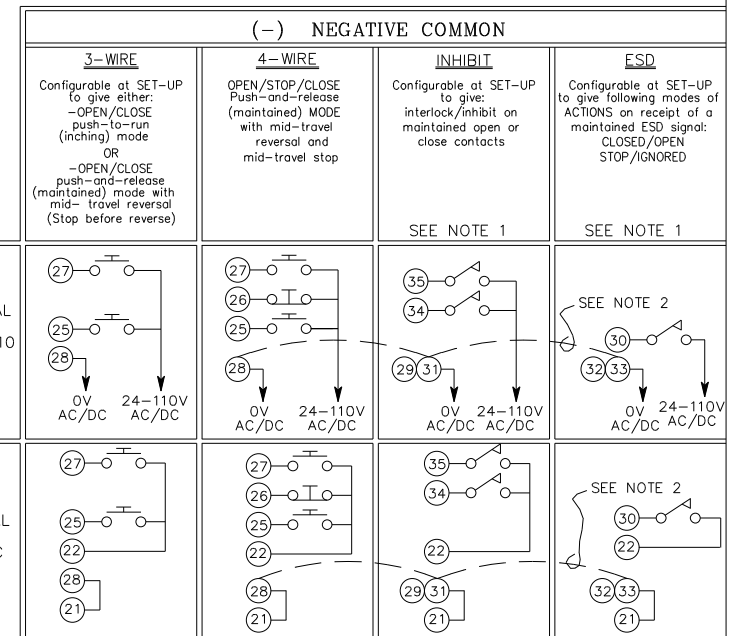 (-) NEGATIVE COMMON
3-WIRE
Configurable at SET-UP
to give either:
-OPEN/CLOSE
push-to-run
(inching) mode
OR
-OPEN/CLOSE
push-and-release
(maintained) mode with
mid- travel reversal
(Stop before reverse)
4-WIRE
OPEN/STOP/CLOSE
Push-and-release
(maintained) MODE
with mid-travel
reversal and
mid-travel stop
INHIBIT
Configurable at SET-UP
to give:
interlock/inhibit on
maintained open or
close contacts
SEE NOTE 1
ESD
Configurable at SET-UP
to give following modes of
ACTIONS on receipt of a
maintained ESD signal:
CLOSED/OPEN
STOP/IGNORED
SEE NOTE 1
AL
10
27
25
28
0V
AC/DC
24-110V
AC/DC
27
26
25
28
0V
AC/DC
24-110V
AC/DC
35
34
29 31
0V
AC/DC
24-110V
AC/DC
SEE NOTE 2
30
32 33
0V
AC/DC
24-110V
AC/DC
AL
C
27
25
22
28
21
27
26
25
22
28
21
35
34
22
29 31
21
SEE NOTE 2
30
22
32 33
21